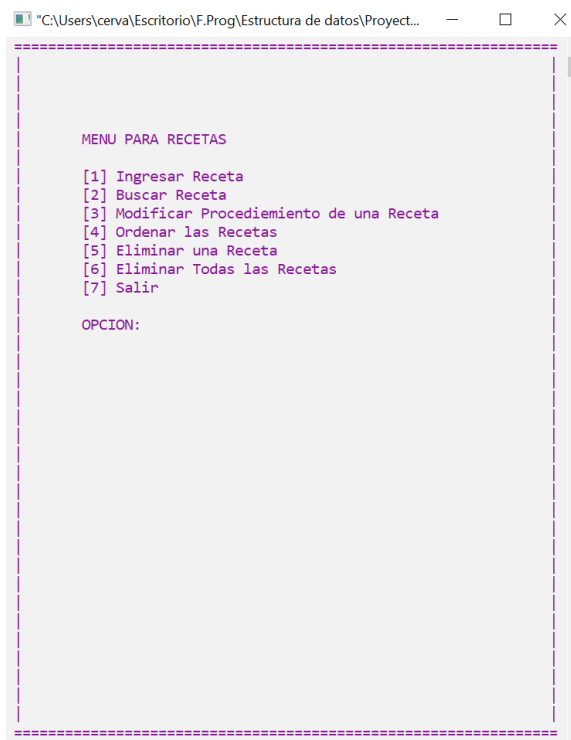 "C:\Users\cerva\Escritorio\F.Prog\Estructura de datos\Proyect...
MENU PARA RECETAS
[1] Ingresar Receta
[2] Buscar Receta
[3] Modificar Procediemiento de una Receta
[4] Ordenar las Recetas
[5] Eliminar una Receta
[6] Eliminar Todas las Recetas
[7] Salir
OPCION: